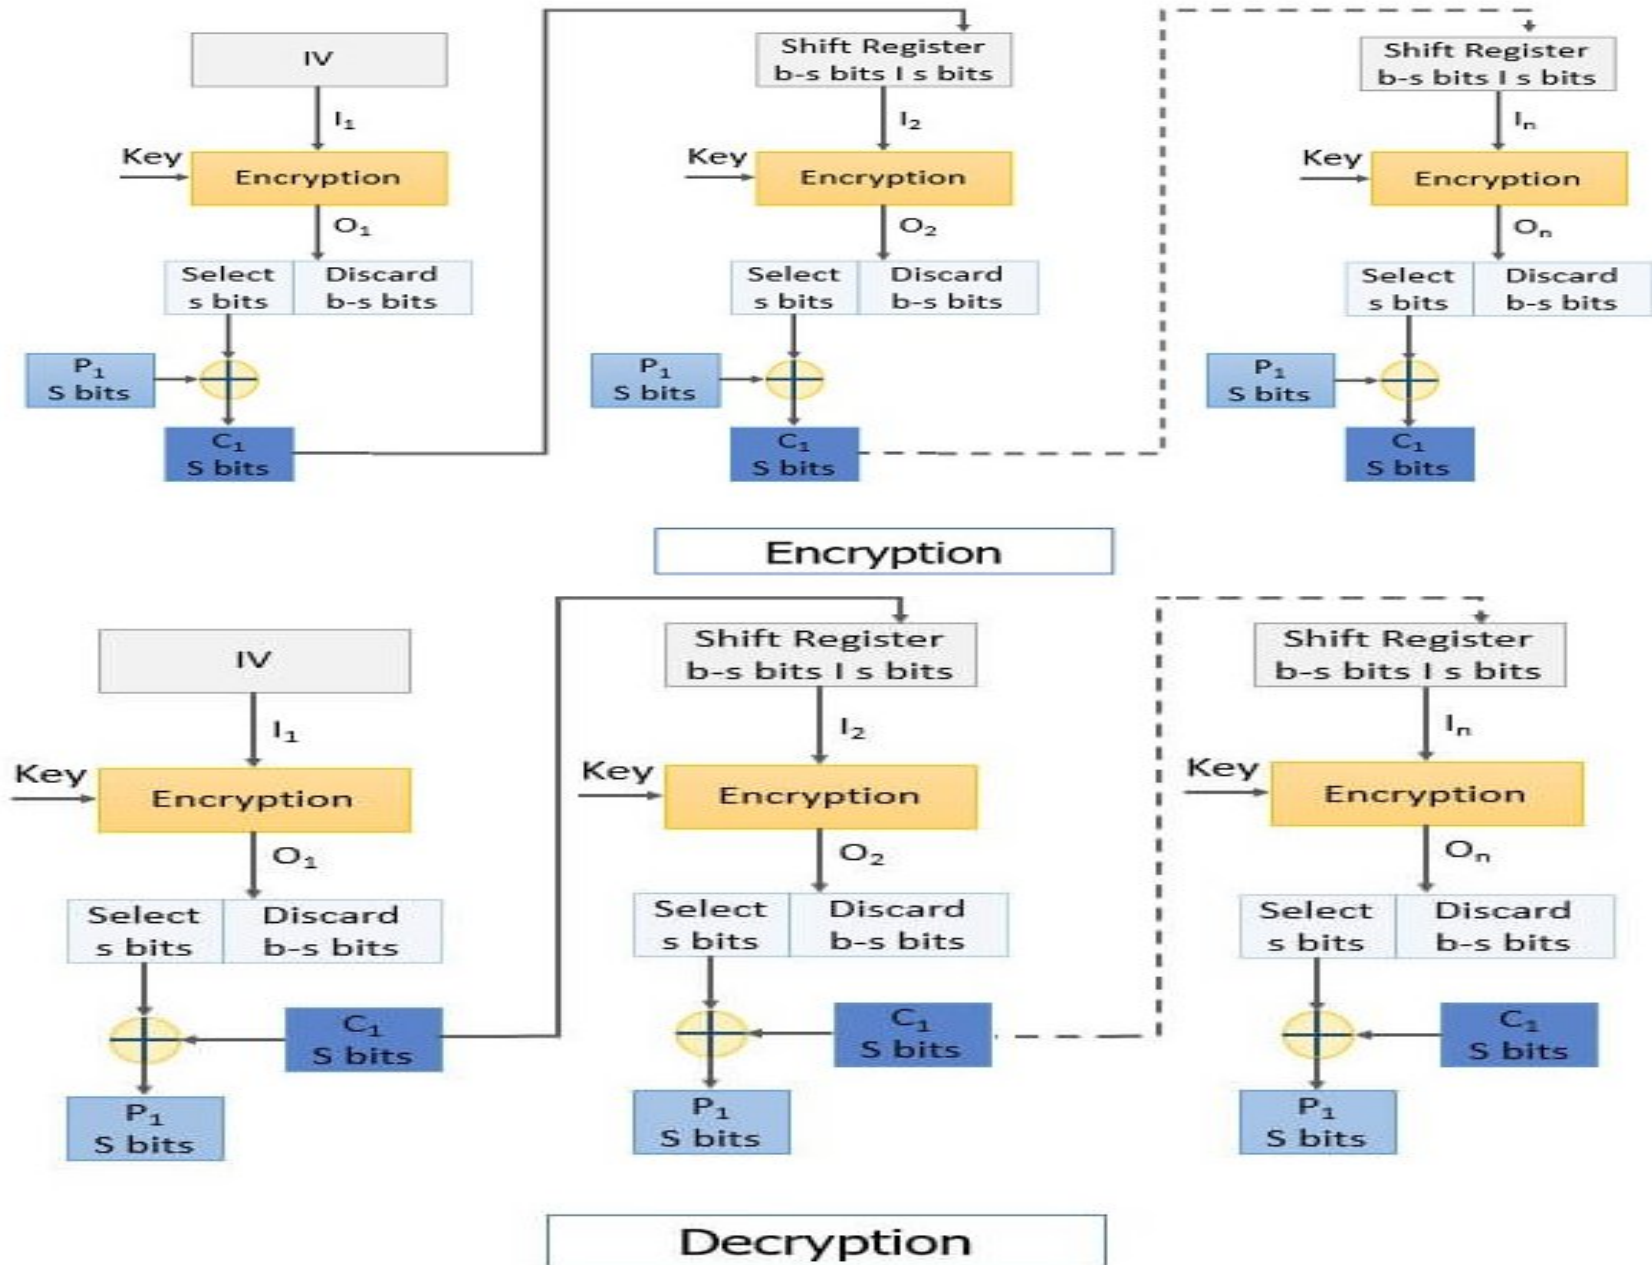 IV
I₁
Key
Encryption
O₁
Select
s bits
Discard
b-s bits
P₁
S bits
C₁
S bits
Shift Register
b-s bits I s bits
I₂
Key
Encryption
O₂
Select
s bits
Discard
b-s bits
P₁
S bits
C₁
S bits
Shift Register
b-s bits I s bits
Iₙ
Key
Encryption
Oₙ
Select
s bits
Discard
b-s bits
P₁
S bits
C₁
S bits
Encryption
IV
I₁
Key
Encryption
O₁
Select
s bits
Discard
b-s bits
C₁
S bits
P₁
S bits
Shift Register
b-s bits I s bits
I₂
Key
Encryption
O₂
Select
s bits
Discard
b-s bits
C₁
S bits
P₁
S bits
Shift Register
b-s bits I s bits
Iₙ
Key
Encryption
Oₙ
Select
s bits
Discard
b-s bits
C₁
S bits
P₁
S bits
Decryption